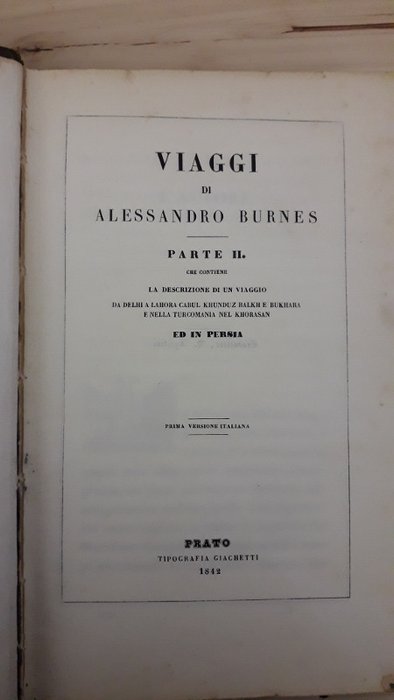 VIAGGI
DI
ALESSANDRO BURNES
PARTE II.
CHE CONTIENE
LA DESCRIZIONE DI UN VIAGGIO
DA DELHI A LAHORA CABUL KHUNDUZ BALKH E BUKHARA
E NELLA TURCOMANIA NEL KHORASAN
ED IN PERSIA
PRIMA VERSIONE ITALIANA
PRATO
TIPOGRAFIA GIACHETTI
1842